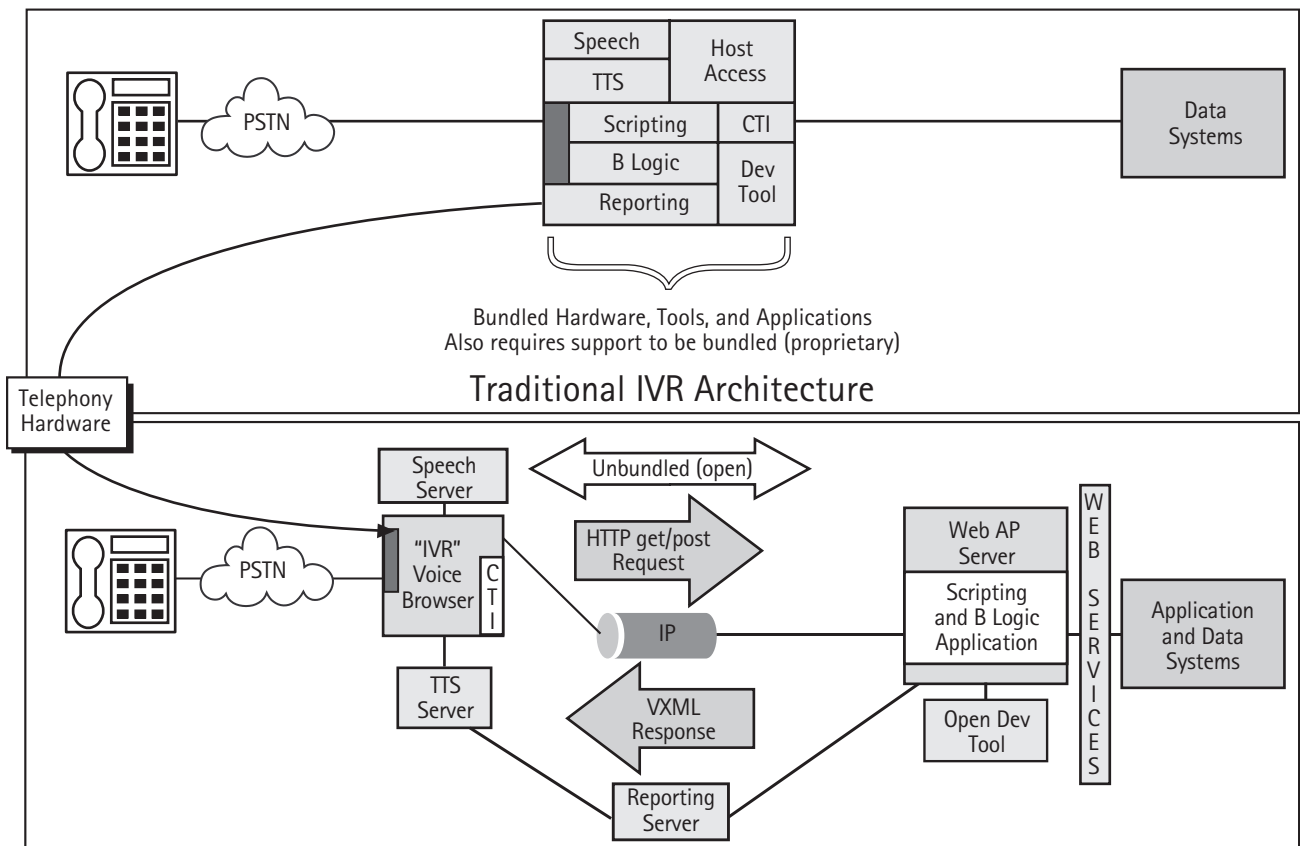 Speech
Host
Access
TTS
PSTN
Scripting
CTI
B Logic
Dev
Tool
Reporting
Data
Systems
Bundled Hardware, Tools, and Applications
Also requires support to be bundled (proprietary)
Traditional IVR Architecture
Telephony
Hardware
Speech
Server
Unbundled (open)
HTTP get/post
Request
PSTN
"IVR"
Voice
Browser
CTI
IP
Web AP
Server
Scripting
and B Logic
Application
WEB SERVICES
Application
and Data
Systems
TTS
Server
VXML
Response
Open Dev
Tool
Reporting
Server